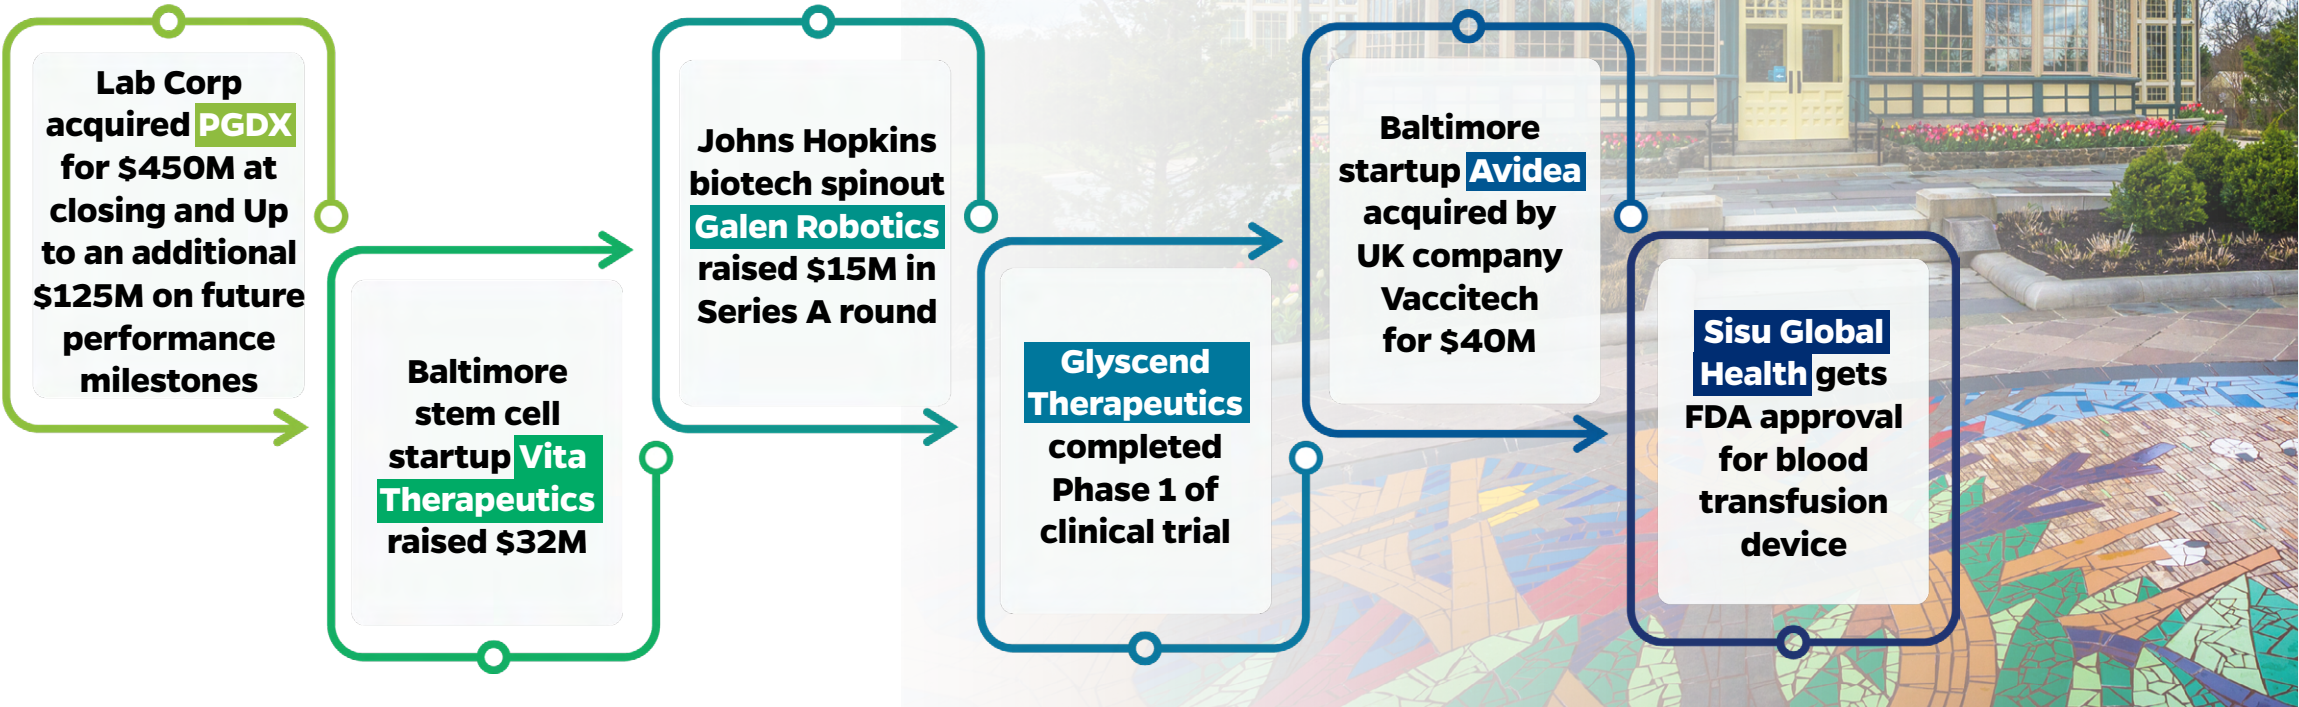 Lab Corp
acquired PGDX
for $450M at
closing and Up
to an additional
$125M on future
performance
milestones
Baltimore
stem cell
startup Vita
Therapeutics
raised $32M
Johns Hopkins
biotech spinout
Galen Robotics
raised $15M in
Series A round
Glyscend
Therapeutics
completed
Phase 1 of
clinical trial
Baltimore
startup Avidea
acquired by
UK company
Vaccitech
for $40M
Sisu Global
Health gets
FDA approval
for blood
transfusion
device